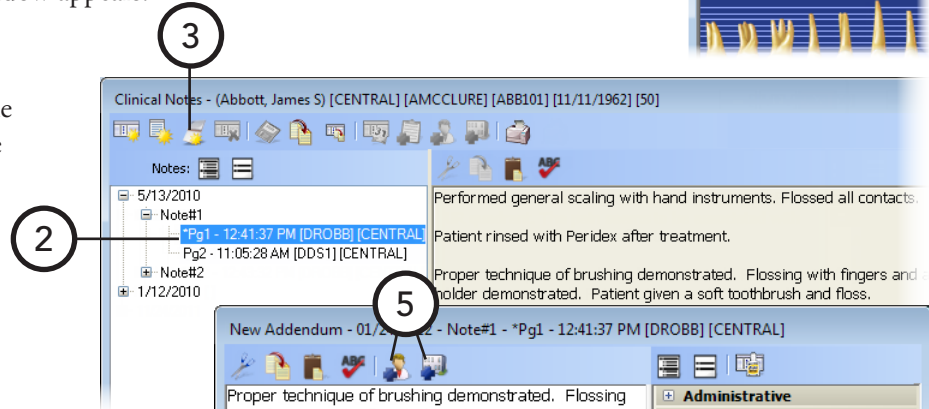 appears.
3
e
Clinical Notes - (Abbott, James S) [CENTRAL] [AMCCLURE] [ABB101] [11/11/1962] [50]
Notes:
ABC
5/13/2010
Note#1
*Pg1 - 12:41:37 PM [DROBB] [CENTRAL]
Pg2 - 11:05:28 AM [DDS1] [CENTRAL]
Note#2
1/12/2010
2
Performed general scaling with hand instruments. Flossed all contacts.
Patient rinsed with Peridex after treatment.
Proper technique of brushing demonstrated. Flossing with fingers and
holder demonstrated. Patient given a soft toothbrush and floss.
5
New Addendum - 01/2 - Note#1 - *Pg1 - 12:41:37 PM [DROBB] [CENTRAL]
ABC
Proper technique of brushing demonstrated. Flossing
Administrative